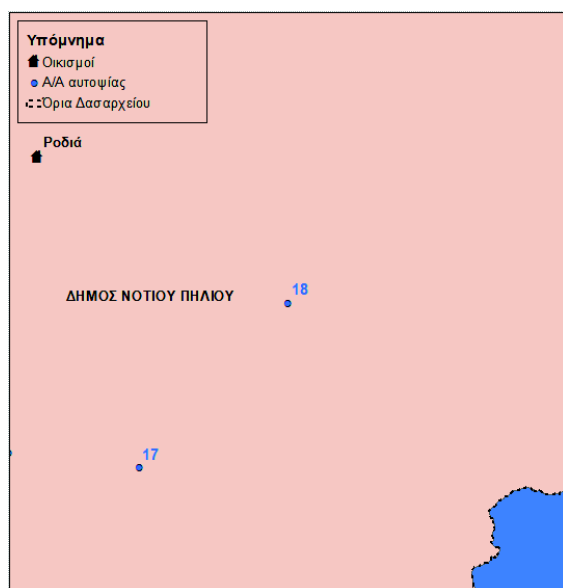 Υπόμνημα
Οικισμοί
Α/Α αυτοψίας
Όρια Δασαρχείου
Ροδιά
18
ΔΗΜΟΣ ΝΟΤΙΟΥ ΠΗΛΙΟΥ
17